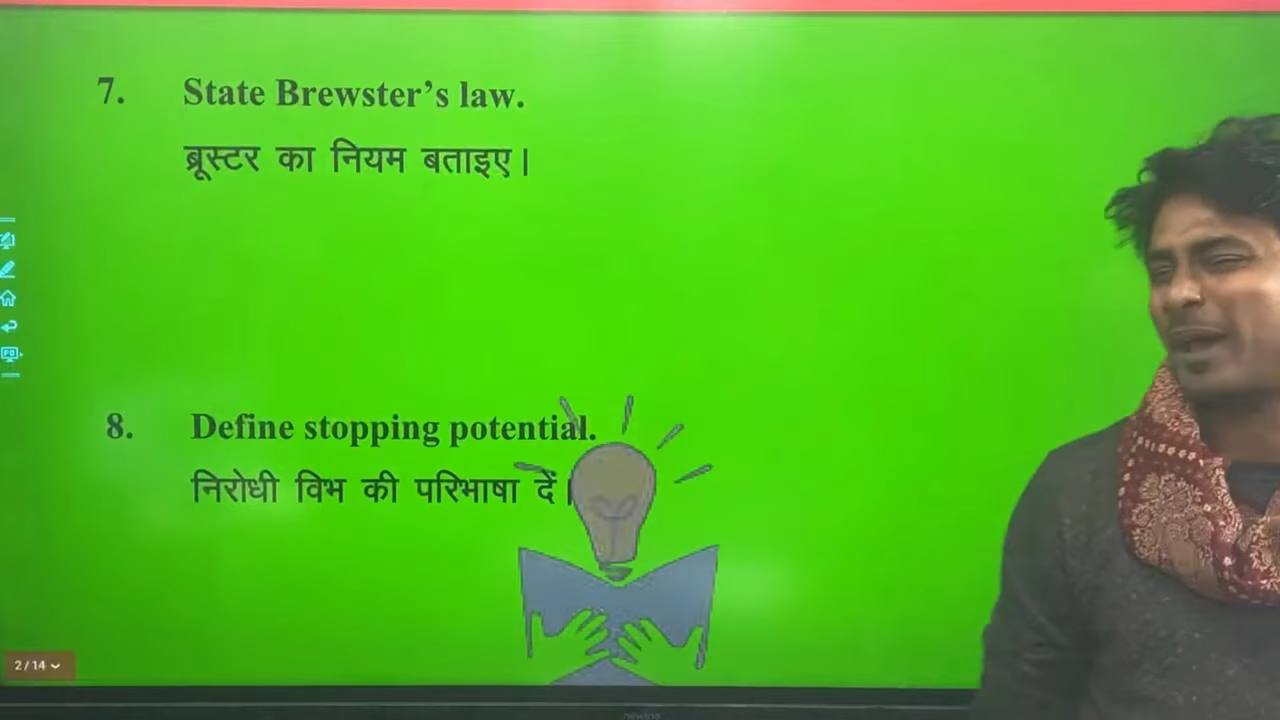 7. State Brewster's law.
ब्रूस्टर का नियम बताइए।
8. Define stopping potential.
निरोधी विभ की परिभाषा दें।
2/14